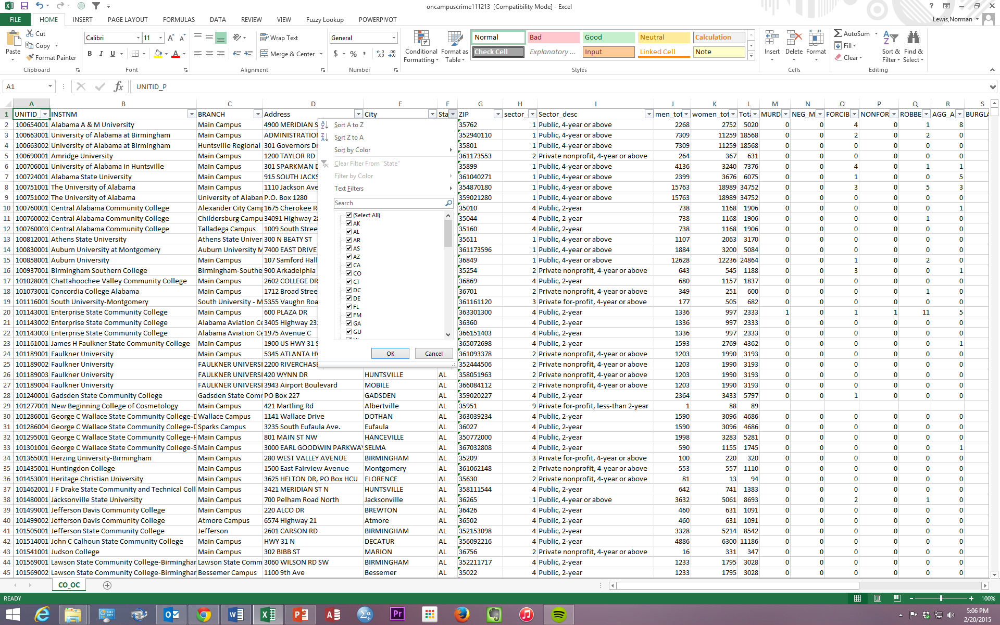 oncampuscrime111213 [Compatibility Mode] - Excel
FILE HOME INSERT PAGE LAYOUT FORMULAS DATA REVIEW VIEW Fuzzy Lookup POWERPIVOT Lewis,Norman
Paste Cut Copy Format Painter Clipboard
Calibri 11 B I U Font
Wrap Text Merge & Center Alignment
General $ % , Number
Conditional Formatting Format as Table
Normal Bad Good Neutral Calculation
Check Cell Explanatory ... Input Linked Cell Note
Styles
Insert Delete Format Cells
AutoSum Fill Clear Sort & Filter Find & Select Editing
A1 fx UNITID_P
A B C D E F G H I J K L M N O P Q R S
1 UNITID_ INSTNM BRANCH Address City Sta ZIP sector_ Sector_desc men_tot women_tot Tota MURD NEG_M FORCIB NONFOR ROBBE AGG_A BURGLA
2 100654001 Alabama A & M University Main Campus 4900 MERIDIAN S 35762 1 Public, 4-year or above 2268 2752 5020 0 0 4 0 1 8
3 100663001 University of Alabama at Birmingham Main Campus ADMINISTRATION 352940110 1 Public, 4-year or above 7309 11259 18568 0 0 2 0 2 0
4 100663002 University of Alabama at Birmingham Huntsville Regional 301 Governors Dr 35801 1 Public, 4-year or above 7309 11259 18568 0 0 0 0 0 0
5 100690001 Amridge University Main Campus 1200 TAYLOR RD 361173553 2 Private nonprofit, 4-year or above 264 367 631 0 0 0 0 0 0
6 100706001 University of Alabama in Huntsville Main Campus 301 SPARKMAN D 35899 1 Public, 4-year or above 4136 3240 7376 0 0 4 0 1 1
7 100724001 Alabama State University Main Campus 915 SOUTH JACKS 361040271 1 Public, 4-year or above 2399 3676 6075 0 0 1 0 0 5
8 100751001 The University of Alabama Main Campus 1110 Jackson Ave 354870180 1 Public, 4-year or above 15763 18989 34752 0 0 3 0 5 3
9 100751002 The University of Alabama University of Alaban P.O. Box 1280 359021280 1 Public, 4-year or above 15763 18989 34752 0 0 0 0 0 0
10 100760001 Central Alabama Community College Alexander City Camp 1675 Cherokee R 35010 4 Public, 2-year 738 1168 1906 0 0 0 0 0 1
11 100760002 Central Alabama Community College Childersburg Campu 34091 Highway 28 35044 4 Public, 2-year 738 1168 1906 0 0 0 0 1 0
12 100760003 Central Alabama Community College Talladega Campus 1009 South Stree 35160 4 Public, 2-year 738 1168 1906 0 0 0 0 0 0
13 100812001 Athens State University Athens State Univer 300 N BEATY ST 35611 1 Public, 4-year or above 1107 2063 3170 0 0 0 0 0 0
14 100830001 Auburn University at Montgomery Auburn University M 7400 EAST DRIVE 361173596 1 Public, 4-year or above 1884 3200 5084 0 0 0 0 0 0
15 100858001 Auburn University Main Campus 107 Samford Hall 36849 1 Public, 4-year or above 12628 12236 24864 0 0 1 0 2 0
16 100937001 Birmingham Southern College Birmingham-Southe 900 Arkadelphia 35254 2 Private nonprofit, 4-year or above 643 545 1188 0 0 3 0 0 1
17 101028001 Chattahoochee Valley Community College Main Campus 2602 COLLEGE DR 36869 4 Public, 2-year 680 1157 1837 0 0 0 0 0 0
18 101073001 Concordia College Alabama Main Campus 1712 Broad Stree 36701 2 Private nonprofit, 4-year or above 349 251 600 0 0 0 0 1 0
19 101116001 South University-Montgomery South University - M 5355 Vaughn Roa 361161120 3 Private for-profit, 4-year or above 177 505 682 0 0 0 0 0 0
20 101143001 Enterprise State Community College Main Campus 600 PLAZA DR 363301300 4 Public, 2-year 1336 997 2333 1 0 1 1 11 5
21 101143002 Enterprise State Community College Alabama Aviation Ce 3405 Highway 231 36360 4 Public, 2-year 1336 997 2333 0 0 0 0 0 0
22 101143003 Enterprise State Community College Alabama Aviation Ce 1975 Avenue C 366151403 4 Public, 2-year 1336 997 2333 0 0 0 0 0 0
23 101161001 James H Faulkner State Community College Main Campus 1900 US HWY 31 S 365072698 4 Public, 2-year 1593 2769 4362 0 0 0 0 0 1
24 101189001 Faulkner University Main Campus 5345 ATLANTA HV 361093378 2 Private nonprofit, 4-year or above 1203 1990 3193 0 0 0 0 0 0
25 101189002 Faulkner University FAULKNER UNIVERSI 2200 RIVERCHASE 352444506 2 Private nonprofit, 4-year or above 1203 1990 3193 0 0 0 0 0 0
26 101189003 Faulkner University FAULKNER UNIVERSI 420 WYNN DR HUNTSVILLE AL 358051963 2 Private nonprofit, 4-year or above 1203 1990 3193 0 0 0 0 0 0
27 101189004 Faulkner University FAULKNER UNIVERSI 3943 Airport Boulevard MOBILE AL 366084112 2 Private nonprofit, 4-year or above 1203 1990 3193 0 0 0 0 0 0
28 101240001 Gadsden State Community College Gadsden State Comr PO Box 227 GADSDEN AL 359020227 4 Public, 2-year 2364 3433 5797 0 0 1 0 0 0
29 101277001 New Beginning College of Cosmetology Main Campus 421 Martling Rd Albertville AL 35951 9 Private for-profit, less-than 2-year 1 88 89
30 101286001 George C Wallace State Community College-D Wallace Campus 1141 Wallace Drive DOTHAN AL 363039234 4 Public, 2-year 1590 3096 4686 0 0 0 0 0 0
31 101286004 George C Wallace State Community College-D Sparks Campus 3235 South Eufaula Ave. Eufaula AL 36027 4 Public, 2-year 1590 3096 4686 0 0 0 0 0 0
32 101295001 George C Wallace State Community College-H Main Campus 801 MAIN ST NW HANCEVILLE AL 350772000 4 Public, 2-year 1998 3283 5281 0 0 0 0 0 0
33 101301001 George C Wallace State Community College-S Main Campus 3000 EARL GOODWIN PARKWAY SELMA AL 367032808 4 Public, 2-year 590 1155 1745 0 0 0 0 0 1
34 101365001 Herzing University-Birmingham Main Campus 280 WEST VALLEY AVENUE BIRMINGHAM AL 35209 3 Private for-profit, 4-year or above 100 220 320 0 0 0 0 0 0
35 101435001 Huntingdon College Main Campus 1500 East Fairview Avenue Montgomery AL 361062148 2 Private nonprofit, 4-year or above 553 557 1110 0 0 0 0 0 0
36 101453001 Heritage Christian University Main Campus 3625 HELTON DR, PO Box HCU FLORENCE AL 35630 2 Private nonprofit, 4-year or above 81 13 94 0 0 0 0 0 0
37 101462001 J F Drake State Community and Technical Coll Main Campus 3421 MERIDIAN ST N HUNTSVILLE AL 358111544 4 Public, 2-year 642 741 1383 0 0 0 0 0 0
38 101480001 Jacksonville State University Main Campus 700 Pelham Road North Jacksonville AL 36265 1 Public, 4-year or above 3632 5061 8693 0 0 2 0 1 0
39 101499001 Jefferson Davis Community College Main Campus 220 ALCO DR BREWTON AL 36426 4 Public, 2-year 460 631 1091 0 0 0 0 0 0
40 101499002 Jefferson Davis Community College Atmore Campus 6574 Highway 21 Atmore AL 36502 4 Public, 2-year 460 631 1091 0 0 0 0 0 0
41 101505001 Jefferson State Community College Jefferson 2601 CARSON RD BIRMINGHAM AL 352153098 4 Public, 2-year 3328 5214 8542 0 0 0 0 0 0
42 101514001 John C Calhoun State Community College Main Campus HWY 31 N DECATUR AL 356092216 4 Public, 2-year 4886 6300 11186 0 0 0 0 0 0
43 101541001 Judson College Main Campus 302 BIBB ST MARION AL 36756 2 Private nonprofit, 4-year or above 16 331 347 0 0 0 0 0 0
44 101569001 Lawson State Community College-Birminghar Lawson State Comm 3060 WILSON RD SW BIRMINGHAM AL 352211717 4 Public, 2-year 1233 1795 3028 0 0 0 0 0 0
45 101569002 Lawson State Community College-Birminghar Bessemer Campus 1100 9th Ave Bessemer AL 35022 4 Public, 2-year 1233 1795 3028 0 0 0 0 0 0
Sort A to Z
Sort Z to A
Sort by Color
Clear Filter From "State"
Filter by Color
Text Filters
Search
(Select All)
AK
AL
AR
AS
AZ
CA
CO
CT
DC
DE
FL
FM
GA
GU
OK Cancel
CO_OC
READY 100%
5:06 PM
2/20/2015